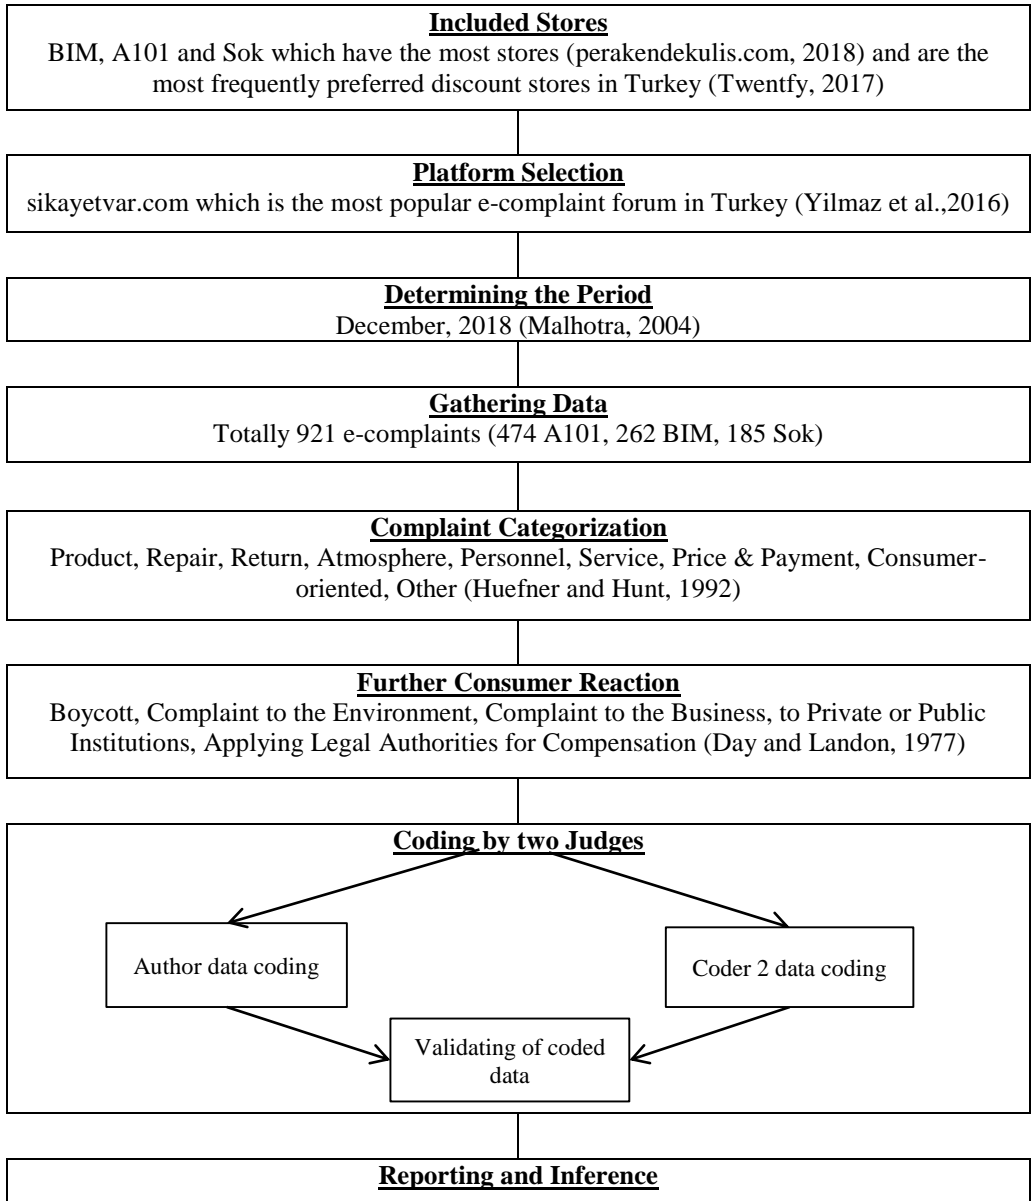 Included Stores
BIM, A101 and Sok which have the most stores (perakendekulis.com, 2018) and are the
most frequently preferred discount stores in Turkey (Twentfy, 2017)
Platform Selection
sikayetvar.com which is the most popular e-complaint forum in Turkey (Yilmaz et al.,2016)
Determining the Period
December, 2018 (Malhotra, 2004)
Gathering Data
Totally 921 e-complaints (474 A101, 262 BIM, 185 Sok)
Complaint Categorization
Product, Repair, Return, Atmosphere, Personnel, Service, Price & Payment, Consumer-
oriented, Other (Huefner and Hunt, 1992)
Further Consumer Reaction
Boycott, Complaint to the Environment, Complaint to the Business, to Private or Public
Institutions, Applying Legal Authorities for Compensation (Day and Landon, 1977)
Coding by two Judges
Author data coding
Coder 2 data coding
Validating of coded
data
Reporting and Inference